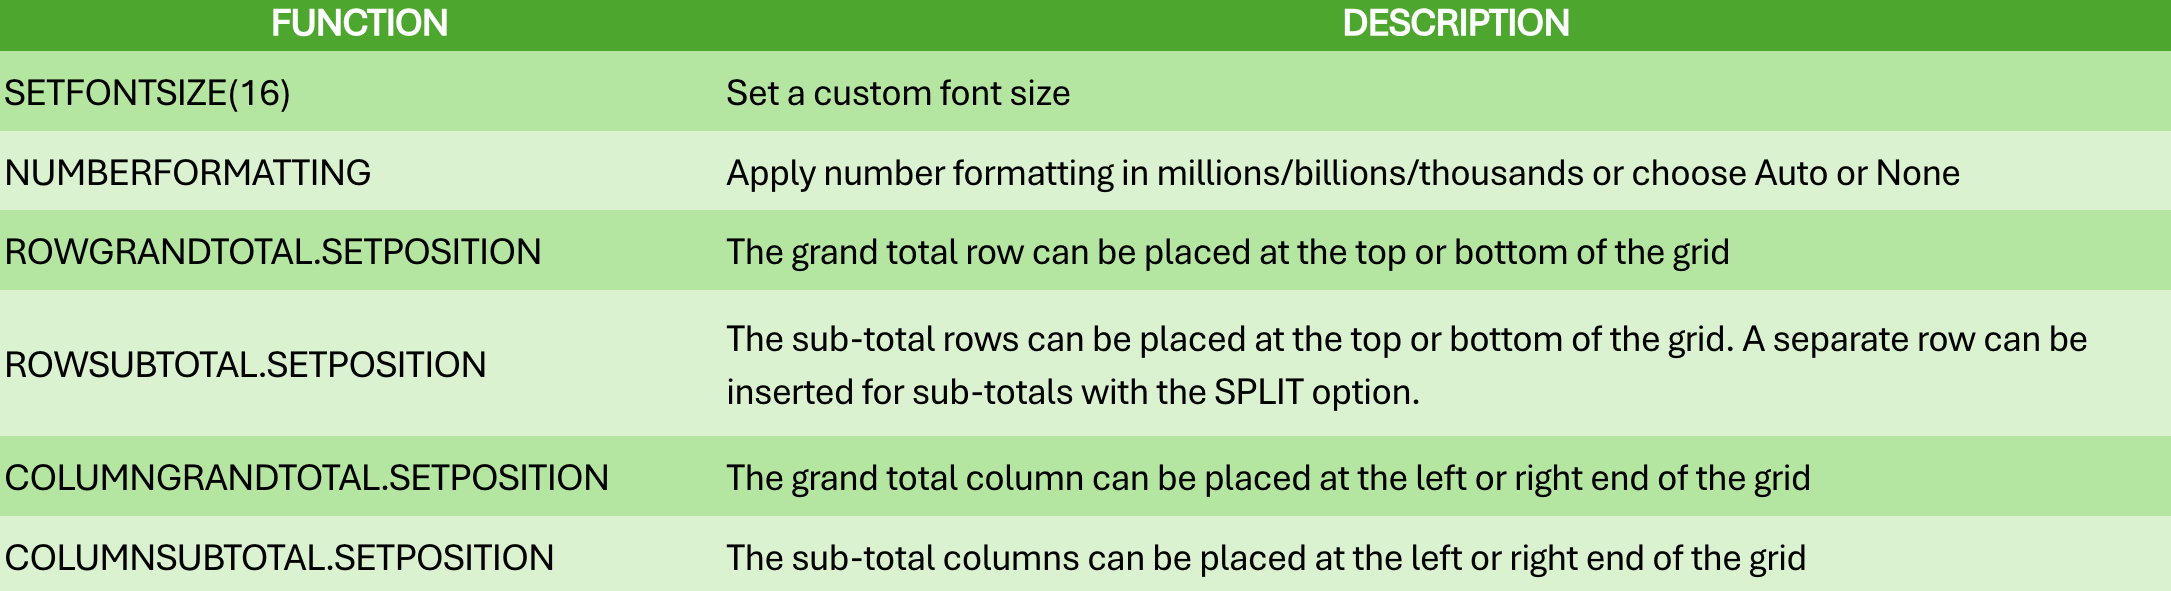 FUNCTION DESCRIPTION
SETFONTSIZE(16) Set a custom font size
NUMBERFORMATTING Apply number formatting in millions/billions/thousands or choose Auto or None
ROWGRANDTOTAL.SETPOSITION The grand total row can be placed at the top or bottom of the grid
ROWSUBTOTAL.SETPOSITION The sub-total rows can be placed at the top or bottom of the grid. A separate row can be
inserted for sub-totals with the SPLIT option.
COLUMNGRANDTOTAL.SETPOSITION The grand total column can be placed at the left or right end of the grid
COLUMNSUBTOTAL.SETPOSITION The sub-total columns can be placed at the left or right end of the grid